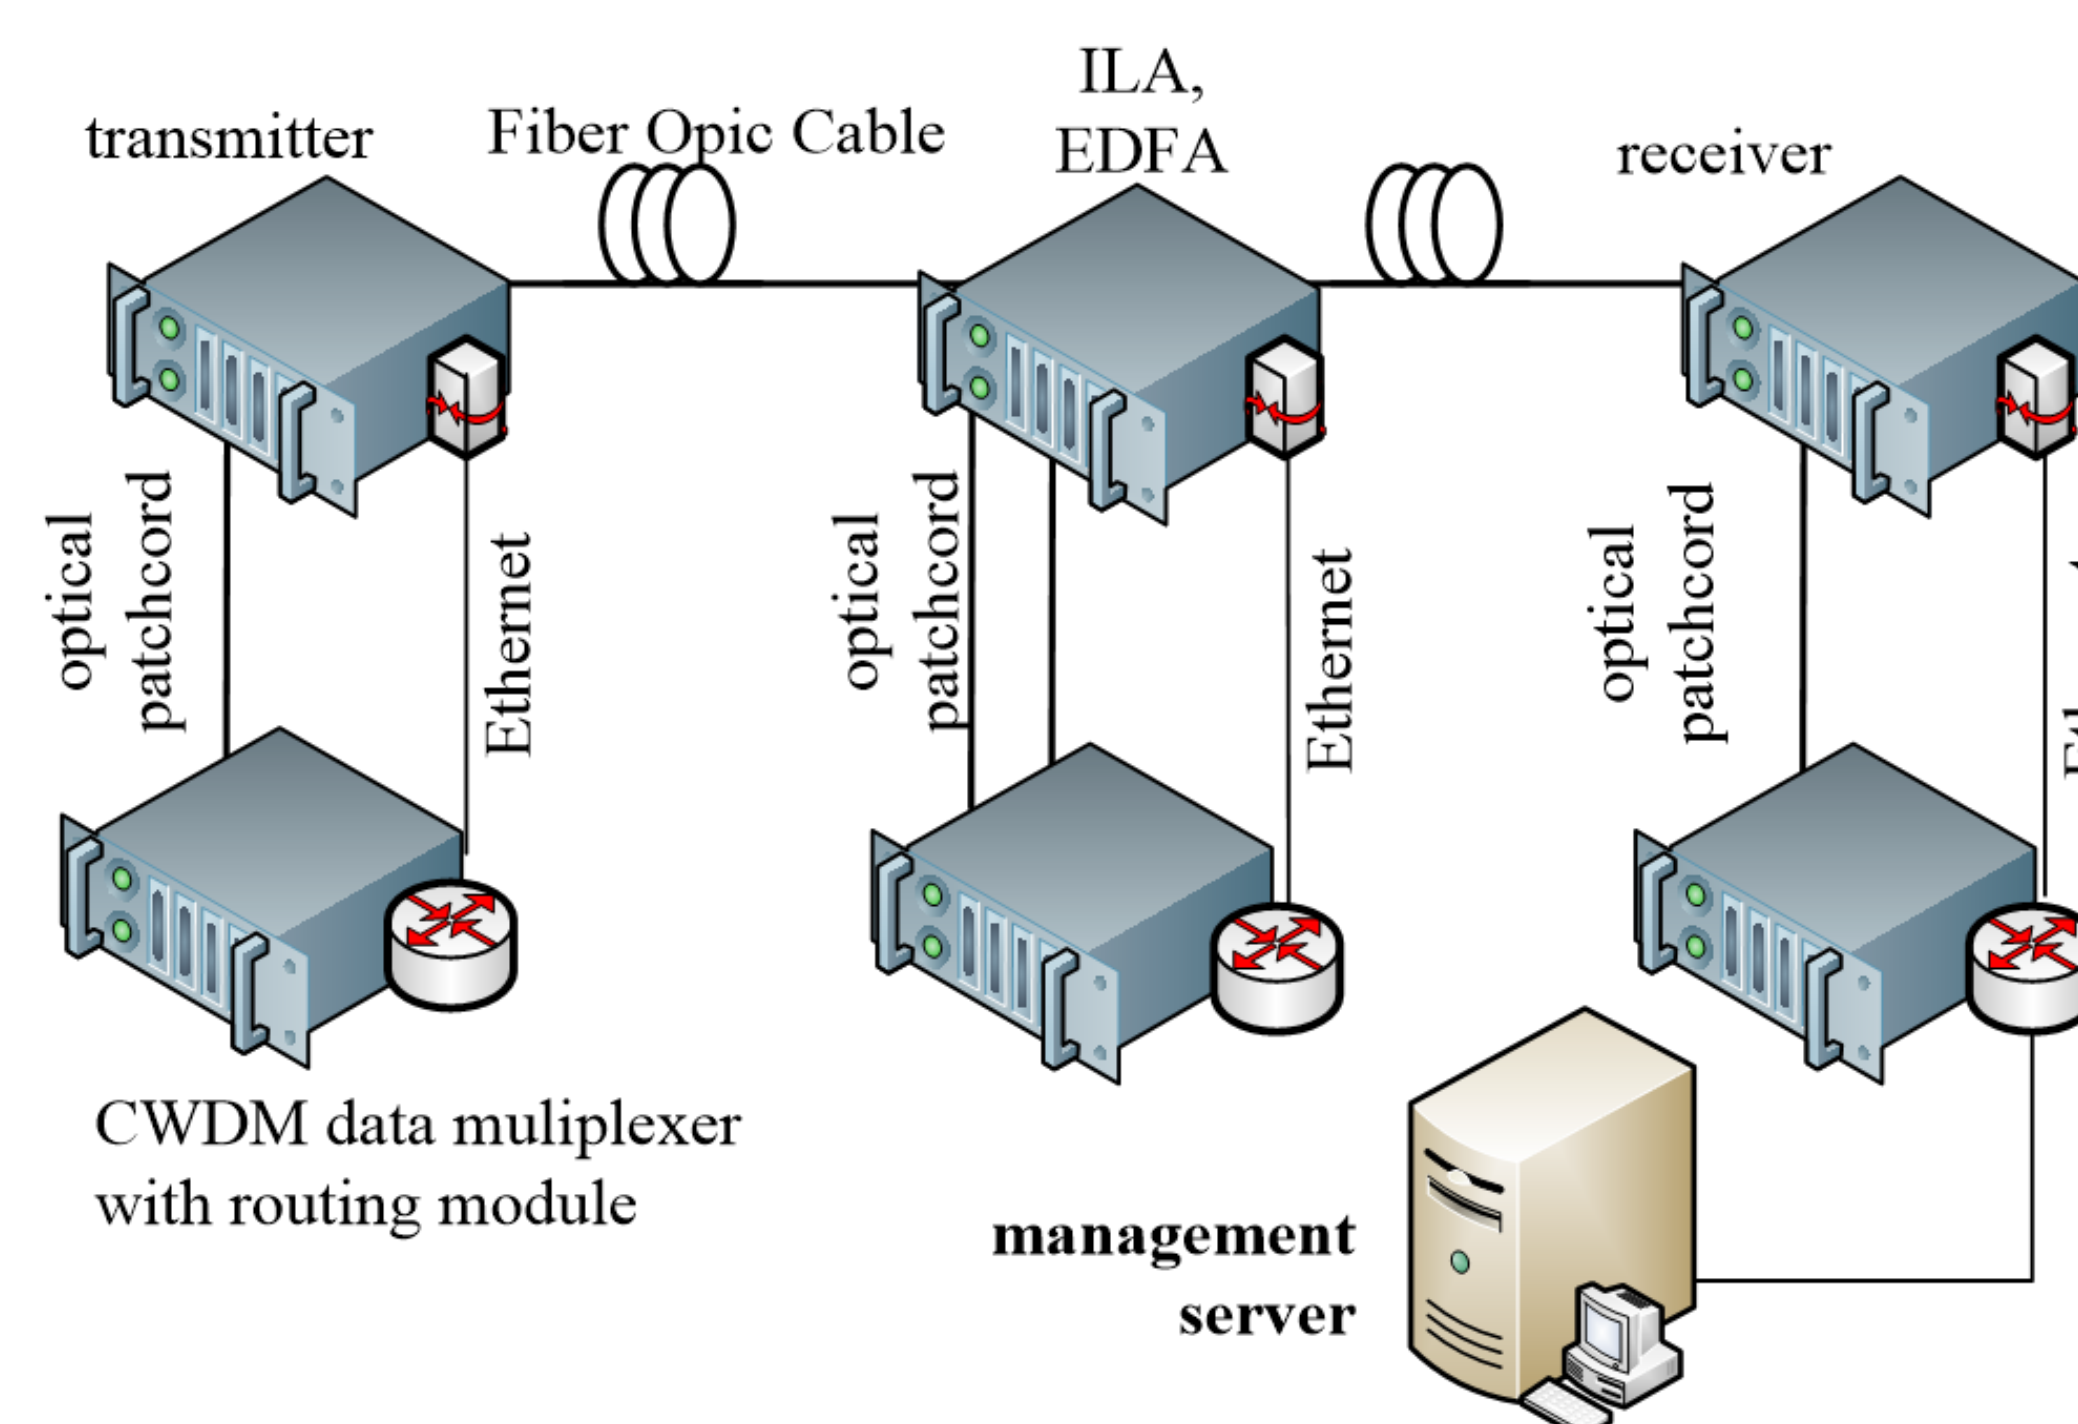 ILA,
EDFA
transmitter
Fiber Opic Cable
receiver
optical
patchcord
Ethernet
optical
patchcord
Ethernet
optical
patchcord
CWDM data muliplexer
with routing module
management
server